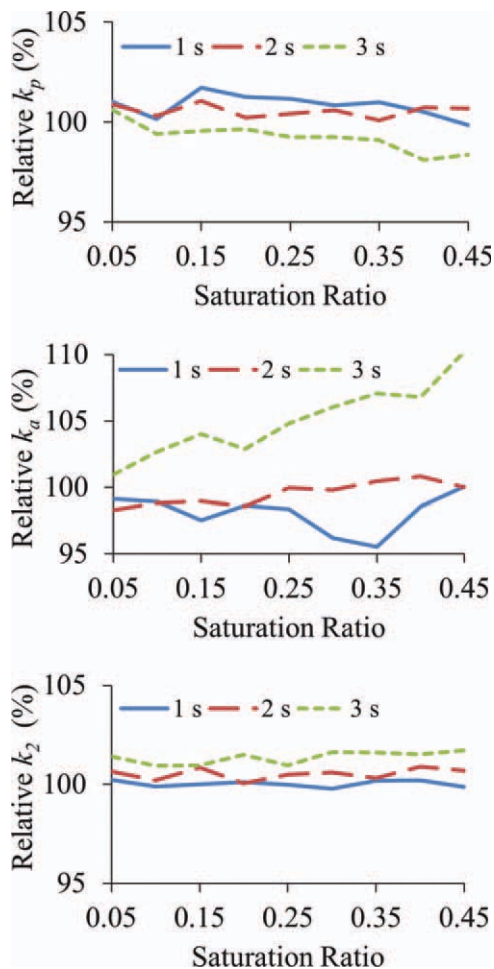 Relative kp (%)
105
100
95
1 s 2 s 3 s
0.05 0.15 0.25 0.35 0.45
Saturation Ratio
Relative ka (%)
110
105
100
95
1 s 2 s 3 s
0.05 0.15 0.25 0.35 0.45
Saturation Ratio
Relative k2 (%)
105
100
95
1 s 2 s 3 s
0.05 0.15 0.25 0.35 0.45
Saturation Ratio